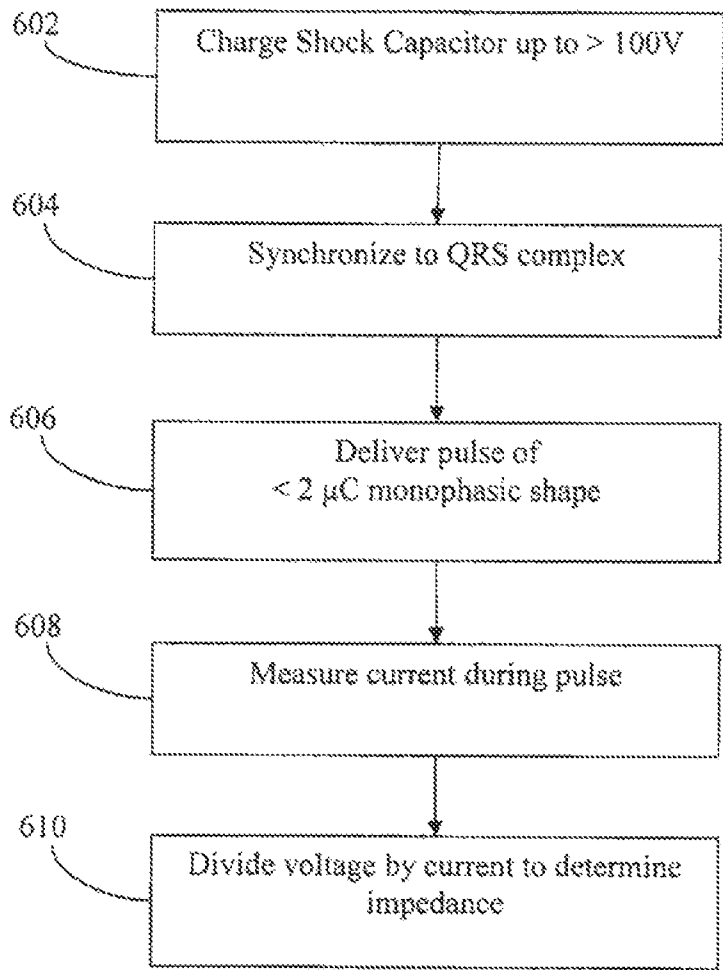 602
Charge Shock Capacitor up to > 100V
604
Synchronize to QRS complex
606
Deliver pulse of
< 2 µC monophasic shape
608
Measure current during pulse
610
Divide voltage by current to determine
impedance